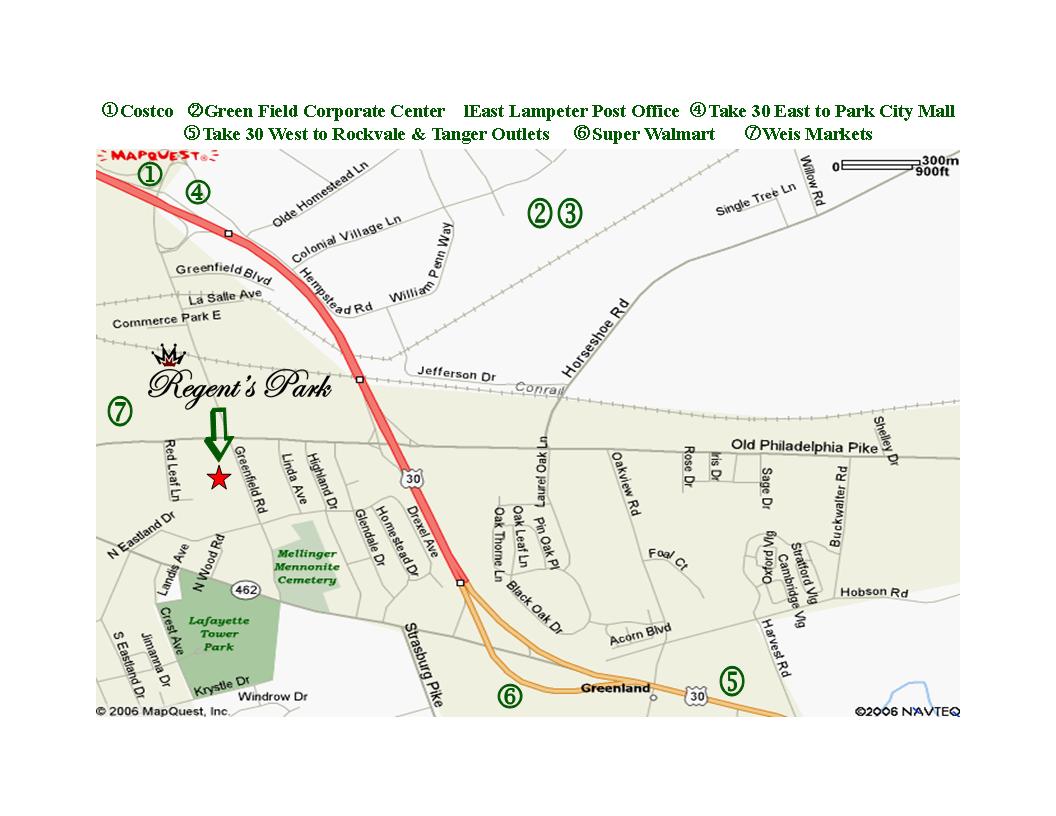 ①Costco ②Green Field Corporate Center lEast Lampeter Post Office ④Take 30 East to Park City Mall
⑤Take 30 West to Rockvale & Tanger Outlets ⑥Super Walmart ⑦Weis Markets
MAPQUEST®
①
④
②③
0 300m
900ft
Olde Homestead Ln
Colonial Village Ln
Single Tree Ln
Willow Rd
Greenfield Blvd
Hempstead Rd
William Penn Way
La Salle Ave
Commerce Park E
Horseshoe Rd
Regent's Park
Jefferson Dr
Conrail
⑦
Old Philadelphia Pike
Shelley Dr
Red Leaf Ln
Greenfield Rd
Linda Ave
Highland Dr
30
Laurel Oak Ln
Oakview Rd
Rose Dr
Iris Dr
Sage Dr
Buckwalter Rd
N Eastland Dr
Glendale Dr
Homestead Dr
Drexel Ave
Oak Thorne Ln
Oak Leaf Ln
Pin Oak Pl
Landis Ave
N Wood Rd
Mellinger
Mennonite
Cemetery
Foal Ct
Oxford Vlg
Stratford Vlg
Cambridge Vlg
462
Black Oak Dr
Hobson Rd
Crest Ave
Lafayette
Tower
Park
Acorn Blvd
Harvest Rd
S Eastland Dr
Jimanna Dr
Strasburg Pike
Krystle Dr
Windrow Dr
⑥
Greenland
30
⑤
© 2006 MapQuest, Inc.
©2006 NAVTEQ